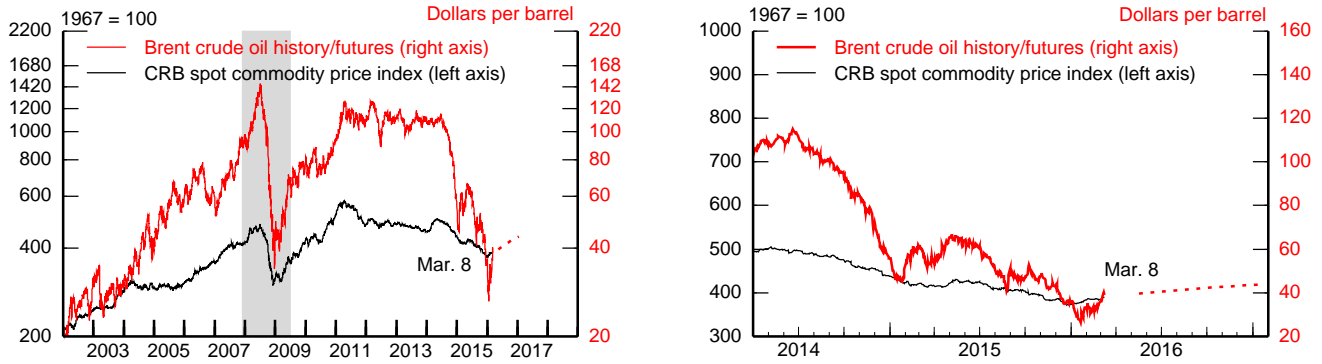 1967 = 100
Dollars per barrel
Brent crude oil history/futures (right axis)
CRB spot commodity price index (left axis)
2200
1680
1420
1200
1000
800
600
400
200
220
168
142
120
100
80
60
40
20
Mar. 8
2003 2005 2007 2009 2011 2013 2015 2017
1967 = 100
Dollars per barrel
Brent crude oil history/futures (right axis)
CRB spot commodity price index (left axis)
1000
900
800
700
600
500
400
300
160
140
120
100
80
60
40
20
Mar. 8
2014 2015 2016